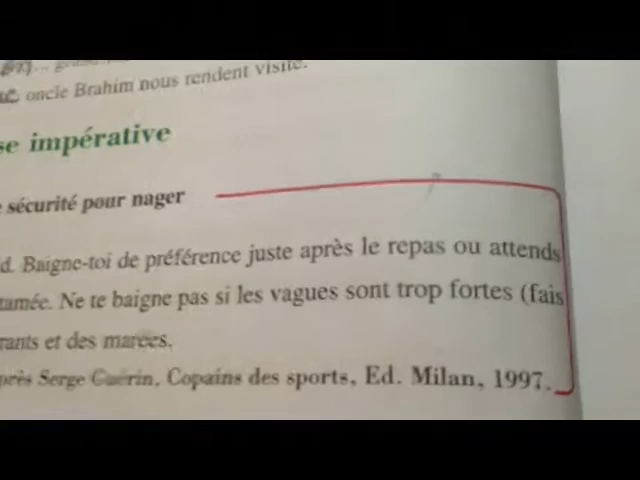 oncle Brahim nous rendent visite.
se impérative
sécurité pour nager
d. Baigne-toi de préférence juste après le repas ou attends
tamée. Ne te baigne pas si les vagues sont trop fortes (fais
rants et des marées.
près Serge Guérin, Copains des sports, Ed. Milan, 1997.